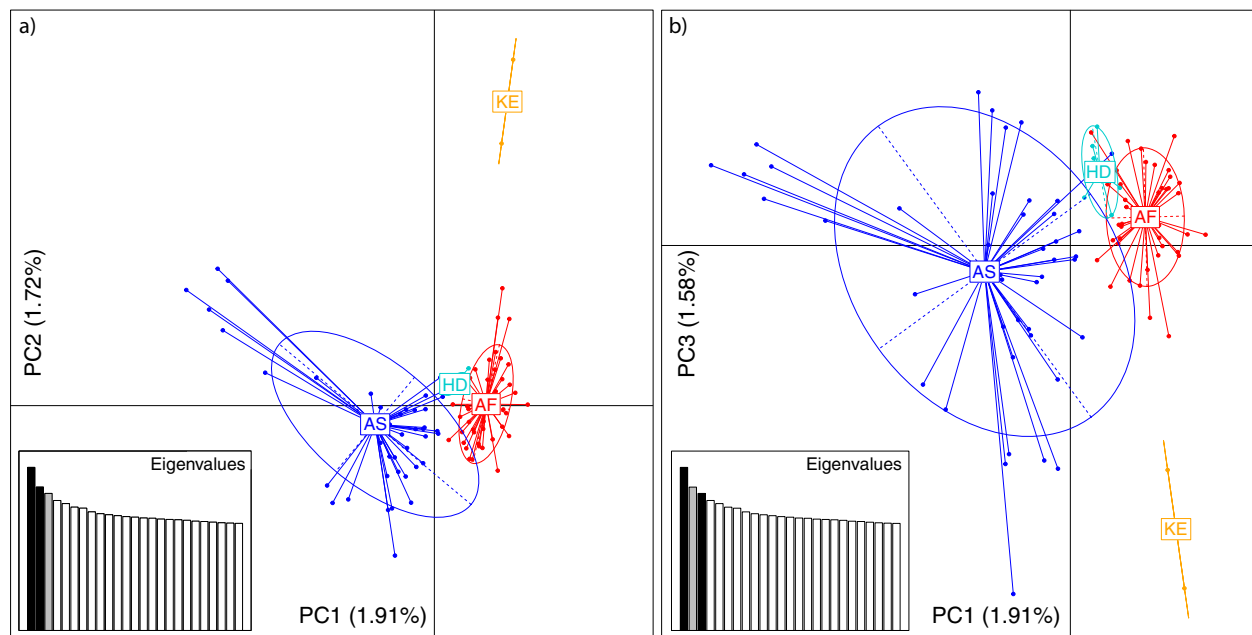 a)
KE
PC2 (1.72%)
HD
AF
AS
Eigenvalues
PC1 (1.91%)
b)
HD
AF
AS
PC3 (1.58%)
Eigenvalues
KE
PC1 (1.91%)